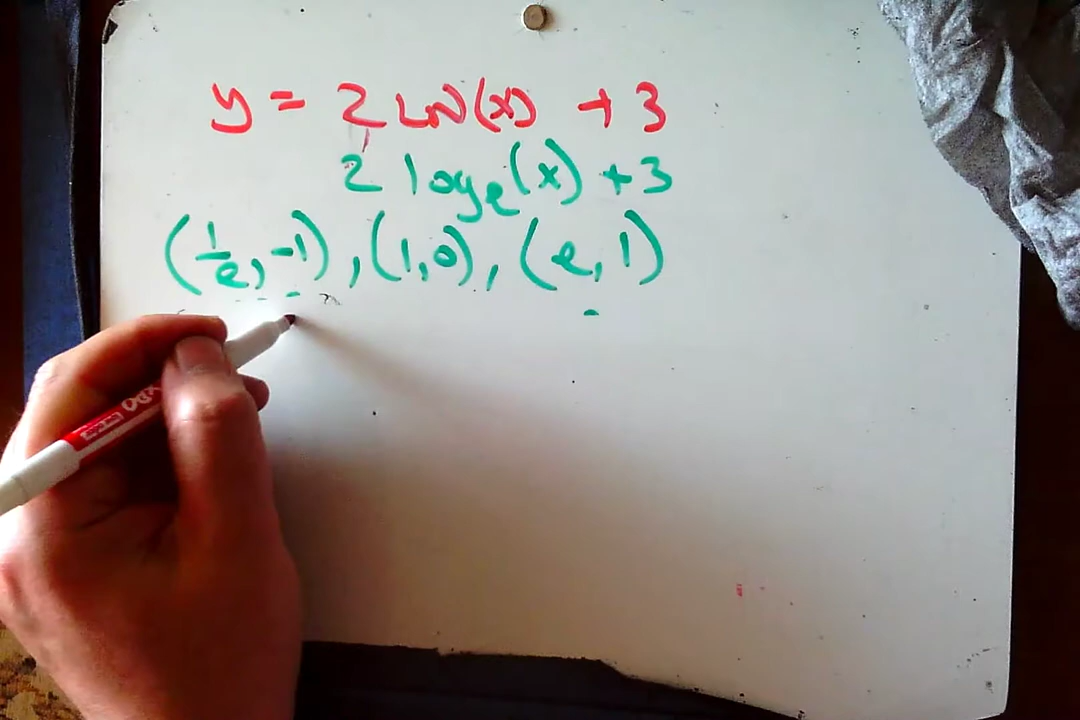 y = 2 LN(x) + 3
2 loge(x) + 3
(1/e, -1), (1, 0), (e, 1)